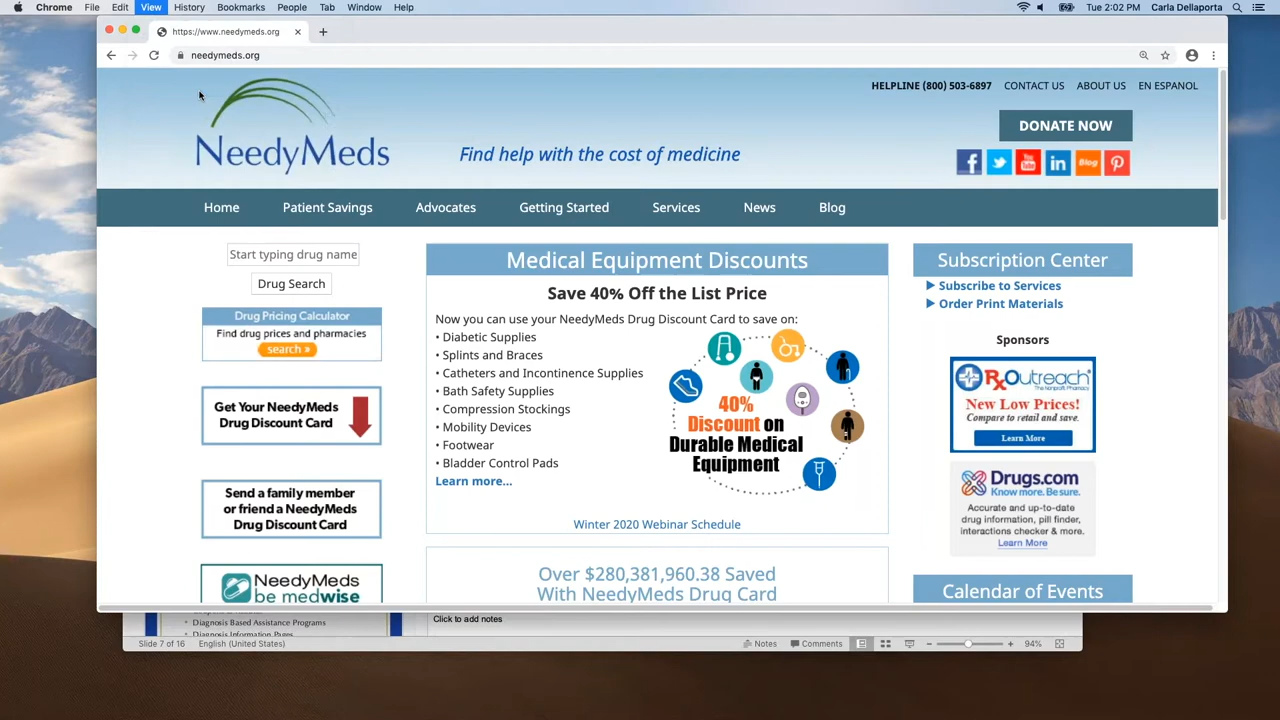 Chrome File Edit View History Bookmarks People Tab Window Help
Tue 2:02 PM Carla Dellaporta
https://www.needymeds.org
needymeds.org
HELPLINE (800) 503-6897 CONTACT US ABOUT US EN ESPANOL
DONATE NOW
NeedyMeds
Find help with the cost of medicine
f You Tube in Blog
Home Patient Savings Advocates Getting Started Services News Blog
Start typing drug name
Drug Search
Drug Pricing Calculator
Find drug prices and pharmacies
search »
Get Your NeedyMeds
Drug Discount Card
Send a family member
or friend a NeedyMeds
Drug Discount Card
NeedyMeds
be medwise
Medical Equipment Discounts
Save 40% Off the List Price
Now you can use your NeedyMeds Drug Discount Card to save on:
• Diabetic Supplies
• Splints and Braces
• Catheters and Incontinence Supplies
• Bath Safety Supplies
• Compression Stockings
• Mobility Devices
• Footwear
• Bladder Control Pads
Learn more...
40%
Discount on
Durable Medical
Equipment
Winter 2020 Webinar Schedule
Over $280,381,960.38 Saved
With NeedyMeds Drug Card
Subscription Center
Subscribe to Services
Order Print Materials
Sponsors
RxOutreach
The Nonprofit Pharmacy
New Low Prices!
Compare to retail and save.
Learn More
Drugs.com
Know more. Be sure.
Accurate and up-to-date
drug information, pill finder,
interactions checker & more.
Learn More
Calendar of Events
• Diagnosis Based Assistance Programs
• Diagnosis Information Pages
Click to add notes
Slide 7 of 16 English (United States) Notes Comments 94%